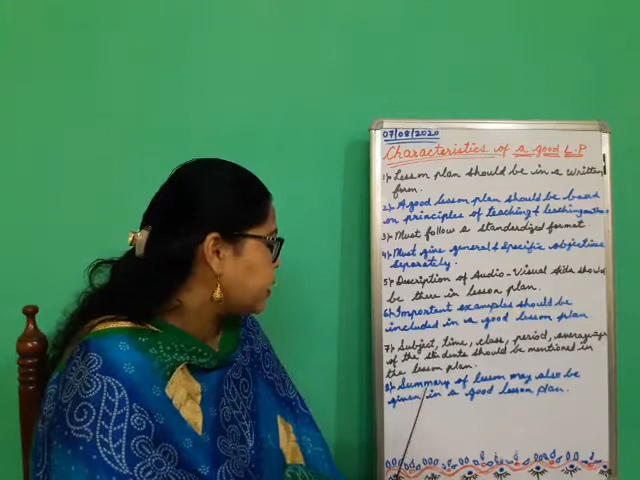 07/08/2020
Characteristics of a good L.P
1) Lesson plan should be in a written
form.
2) A good lesson plan should be based
on principles of teaching &
3) Must follow a standardized format.
4) Must give general & specific objectives
separately.
5) Description of Audio-Visual Aids should
be there in lesson plan.
6) Important examples should be
included in a good lesson plan
7) Subject, time, class, period, average age
of the students should be mentioned in
the lesson plan.
8) Summary of lesson may also be
given in a good lesson plan.